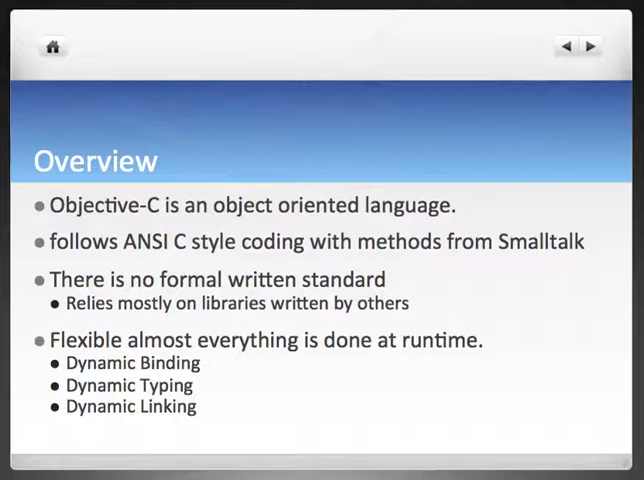 Overview
Objective-C is an object oriented language.
follows ANSI C style coding with methods from Smalltalk
There is no formal written standard
Relies mostly on libraries written by others
Flexible almost everything is done at runtime.
Dynamic Binding
Dynamic Typing
Dynamic Linking